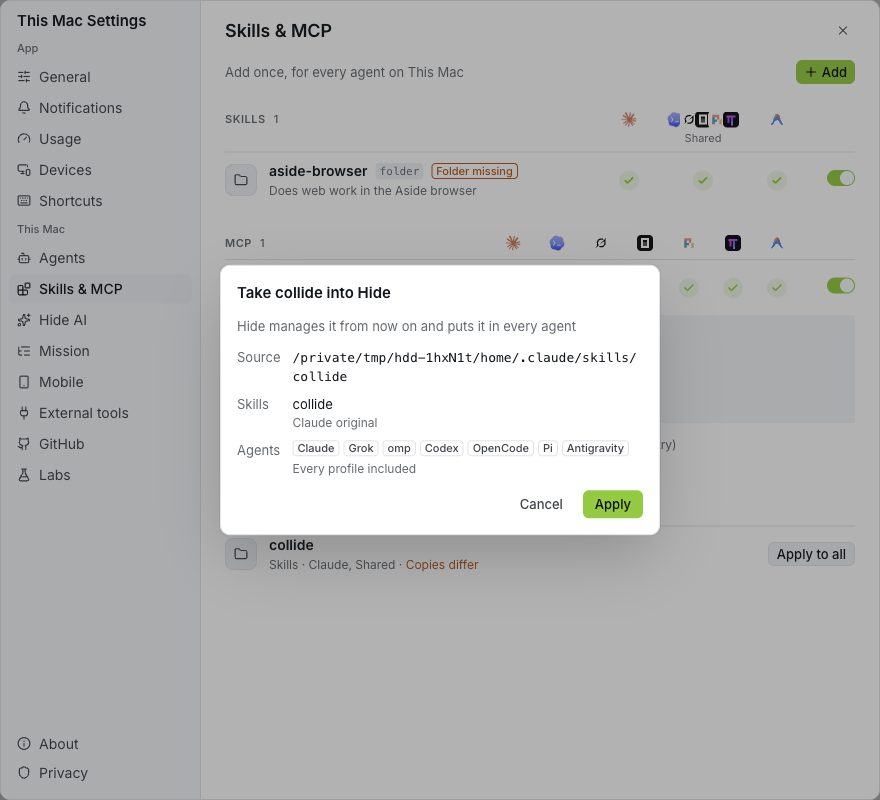 This Mac Settings
App
General
Notifications
Usage
Devices
Shortcuts
This Mac
Agents
Skills & MCP
Hide AI
Mission
Mobile
External tools
GitHub
Labs
About
Privacy
Skills & MCP
Add once, for every agent on This Mac
Add
SKILLS 1
Shared
aside-browser folder Folder missing
Does web work in the Aside browser
MCP 1
Take collide into Hide
Hide manages it from now on and puts it in every agent
Source /private/tmp/hdd-1hxN1t/home/.claude/skills/
collide
Skills collide
Claude original
Agents Claude Grok omp Codex OpenCode Pi Antigravity
Every profile included
Cancel Apply
collide
Skills · Claude, Shared · Copies differ
Apply to all